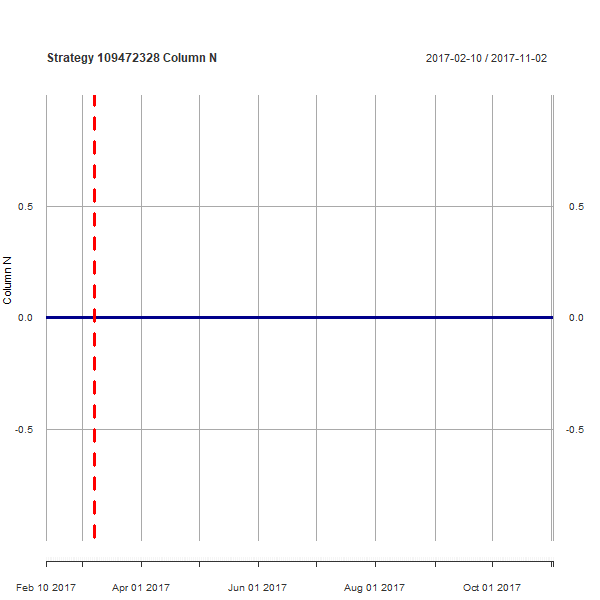 Strategy 109472328 Column N
2017-02-10 / 2017-11-02
0.5
0.5
Column N
0.0
0.0
-0.5
-0.5
Feb 10 2017
Apr 01 2017
Jun 01 2017
Aug 01 2017
Oct 01 2017